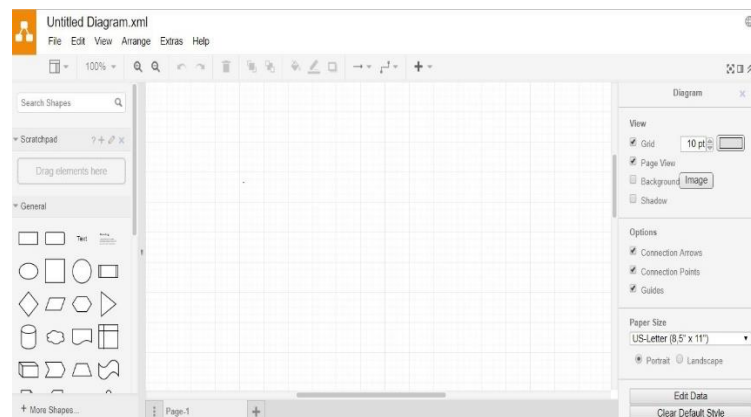 Untitled Diagram.xml
File Edit View Arrange Extras Help
100%
Search Shapes
Scratchpad ? + x
Drag elements here
General
Text
+ More Shapes...
Page-1 +
Diagram x
View
Grid 10 pt
Page View
Background Image
Shadow
Options
Connection Arrows
Connection Points
Guides
Paper Size
US-Letter (8,5" x 11")
Portrait Landscape
Edit Data
Clear Default Style